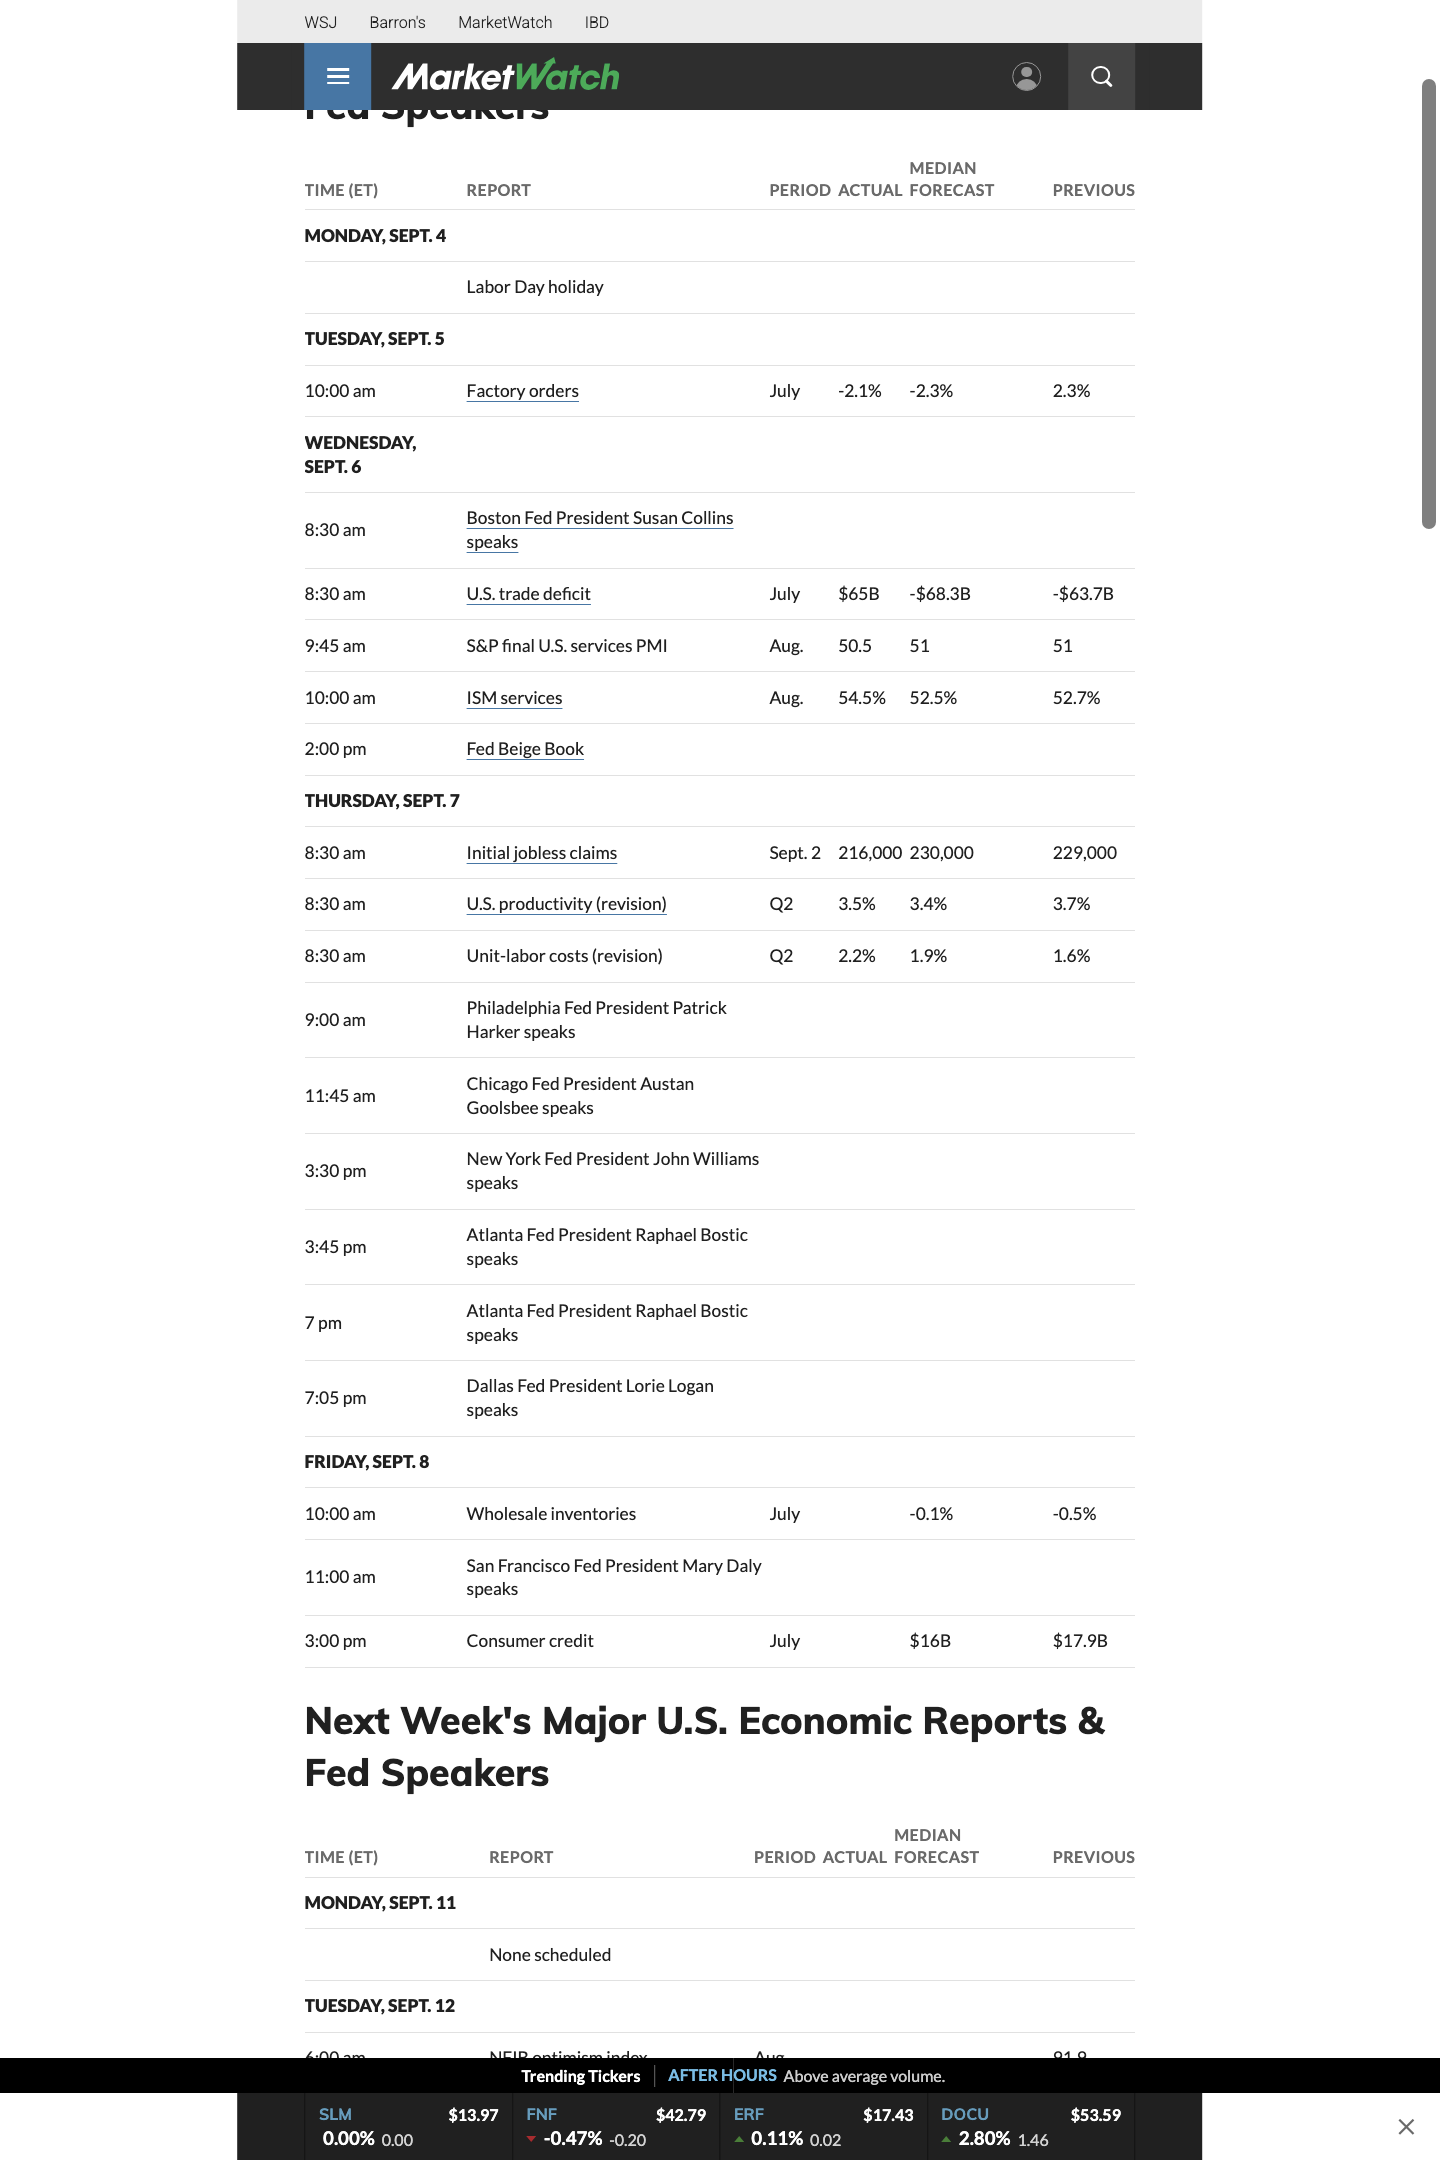 WSJ Barron's MarketWatch IBD
MarketWatch
Fed Speakers
TIME (ET) REPORT PERIOD ACTUAL MEDIAN FORECAST PREVIOUS
MONDAY, SEPT. 4
Labor Day holiday
TUESDAY, SEPT. 5
10:00 am Factory orders July -2.1% -2.3% 2.3%
WEDNESDAY,
SEPT. 6
8:30 am Boston Fed President Susan Collins
speaks
8:30 am U.S. trade deficit July $65B -$68.3B -$63.7B
9:45 am S&P final U.S. services PMI Aug. 50.5 51 51
10:00 am ISM services Aug. 54.5% 52.5% 52.7%
2:00 pm Fed Beige Book
THURSDAY, SEPT. 7
8:30 am Initial jobless claims Sept. 2 216,000 230,000 229,000
8:30 am U.S. productivity (revision) Q2 3.5% 3.4% 3.7%
8:30 am Unit-labor costs (revision) Q2 2.2% 1.9% 1.6%
9:00 am Philadelphia Fed President Patrick
Harker speaks
11:45 am Chicago Fed President Austan
Goolsbee speaks
3:30 pm New York Fed President John Williams
speaks
3:45 pm Atlanta Fed President Raphael Bostic
speaks
7 pm Atlanta Fed President Raphael Bostic
speaks
7:05 pm Dallas Fed President Lorie Logan
speaks
FRIDAY, SEPT. 8
10:00 am Wholesale inventories July -0.1% -0.5%
11:00 am San Francisco Fed President Mary Daly
speaks
3:00 pm Consumer credit July $16B $17.9B
Next Week's Major U.S. Economic Reports &
Fed Speakers
TIME (ET) REPORT PERIOD ACTUAL MEDIAN FORECAST PREVIOUS
MONDAY, SEPT. 11
None scheduled
TUESDAY, SEPT. 12
6:00 am NFIB optimism index Aug. 91.9
Trending Tickers AFTER HOURS Above average volume.
SLM $13.97 FNF $42.79 ERF $17.43 DOCU $53.59
0.00% 0.00 -0.47% -0.20 0.11% 0.02 2.80% 1.46